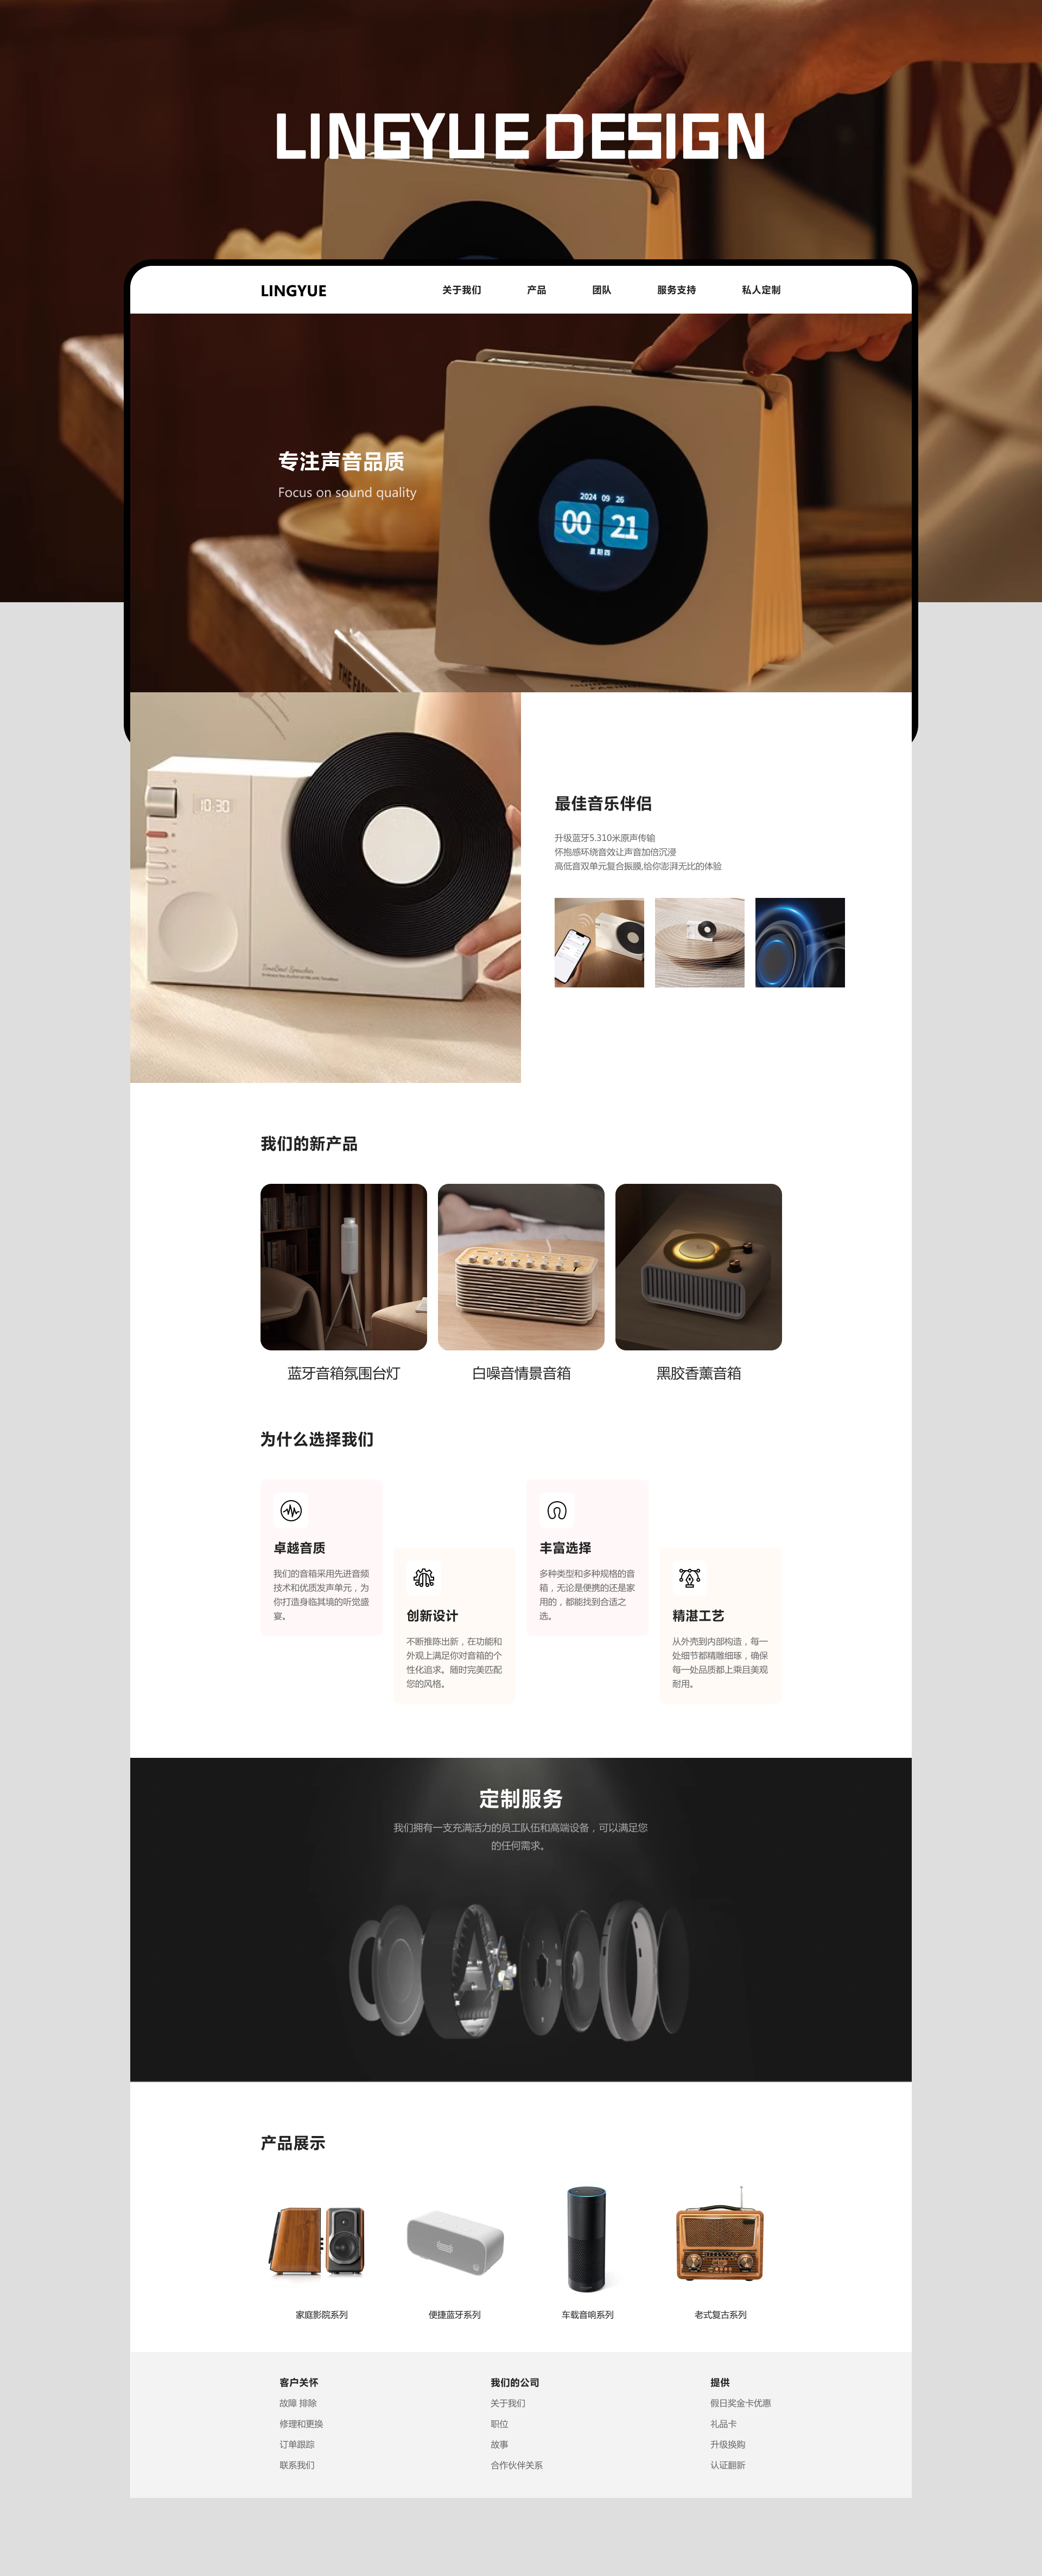 LINGYUE DESIGN
LINGYUE
关于我们
产品
团队
服务支持
私人定制
专注声音品质
Focus on sound quality
2024 09 26
00 21
星期四
10:30
最佳音乐伴侣
升级蓝牙5.310米原声传输
怀抱感环绕音效让声音加倍沉浸
高低音双单元复合振膜,给你澎湃无比的体验
我们的新产品
蓝牙音箱氛围台灯
白噪音情景音箱
黑胶香薰音箱
为什么选择我们
卓越音质
我们的音箱采用先进音频
技术和优质发声单元，为
你打造身临其境的听觉盛
宴。
创新设计
不断推陈出新，在功能和
外观上满足你对音箱的个
性化追求。随时完美匹配
您的风格。
丰富选择
多种类型和多种规格的音
箱，无论是便携的还是家
用的，都能找到合适之
选。
精湛工艺
从外壳到内部构造，每一
处细节都精雕细琢，确保
每一处品质都上乘且美观
耐用。
定制服务
我们拥有一支充满活力的员工队伍和高端设备，可以满足您
的任何需求。
产品展示
家庭影院系列
便捷蓝牙系列
车载音响系列
老式复古系列
客户关怀
故障 排除
修理和更换
订单跟踪
联系我们
我们的公司
关于我们
职位
故事
合作伙伴关系
提供
假日奖金卡优惠
礼品卡
升级换购
认证翻新